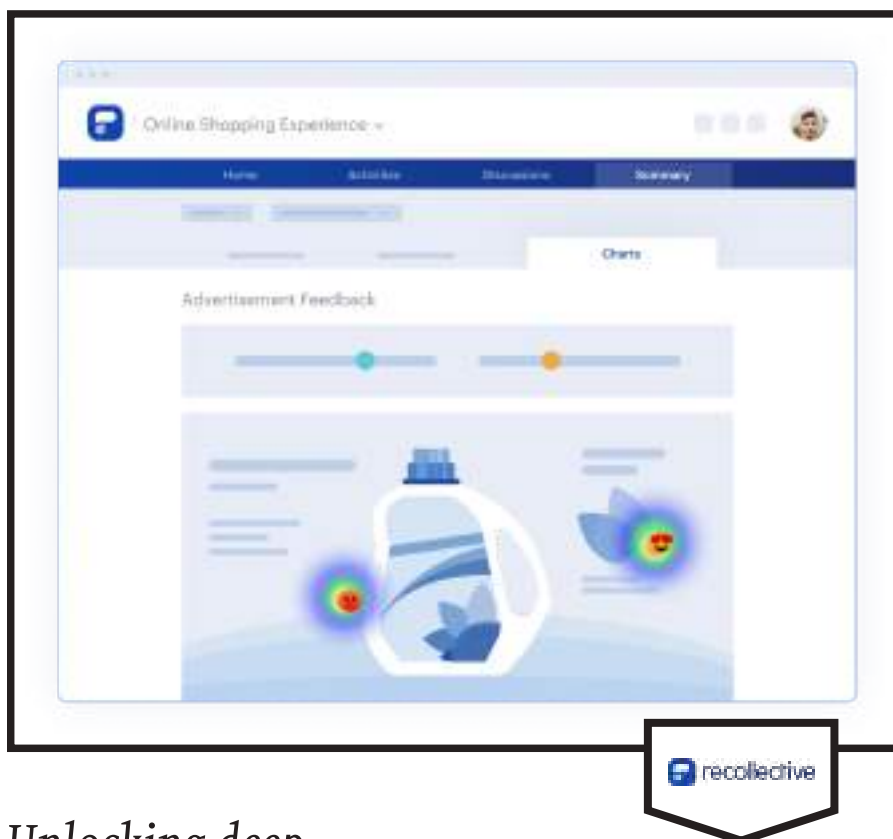 Online Shopping Experience
Home Activities Discussions Summary
Charts
Advertisement Feedback
recollective
Unlocking deep